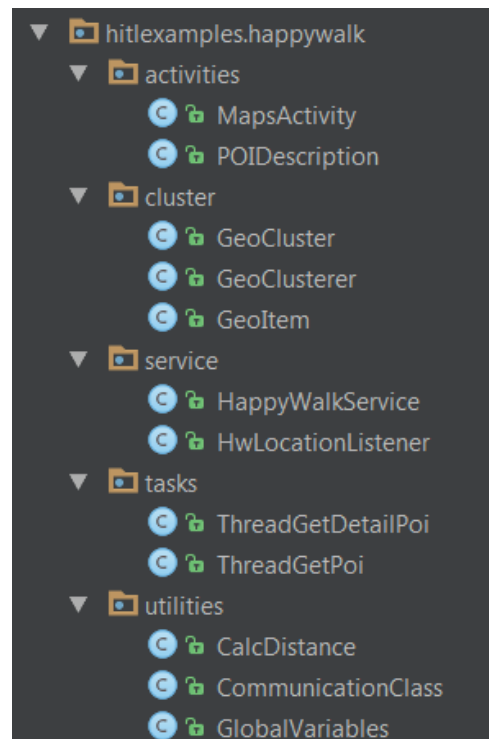 hitlexamples.happywalk
activities
C MapsActivity
C POIDescription
cluster
C GeoCluster
C GeoClusterer
C GeoItem
service
C HappyWalkService
C HwLocationListener
tasks
C ThreadGetDetailPoi
C ThreadGetPoi
utilities
C CalcDistance
C CommunicationClass
C GlobalVariables